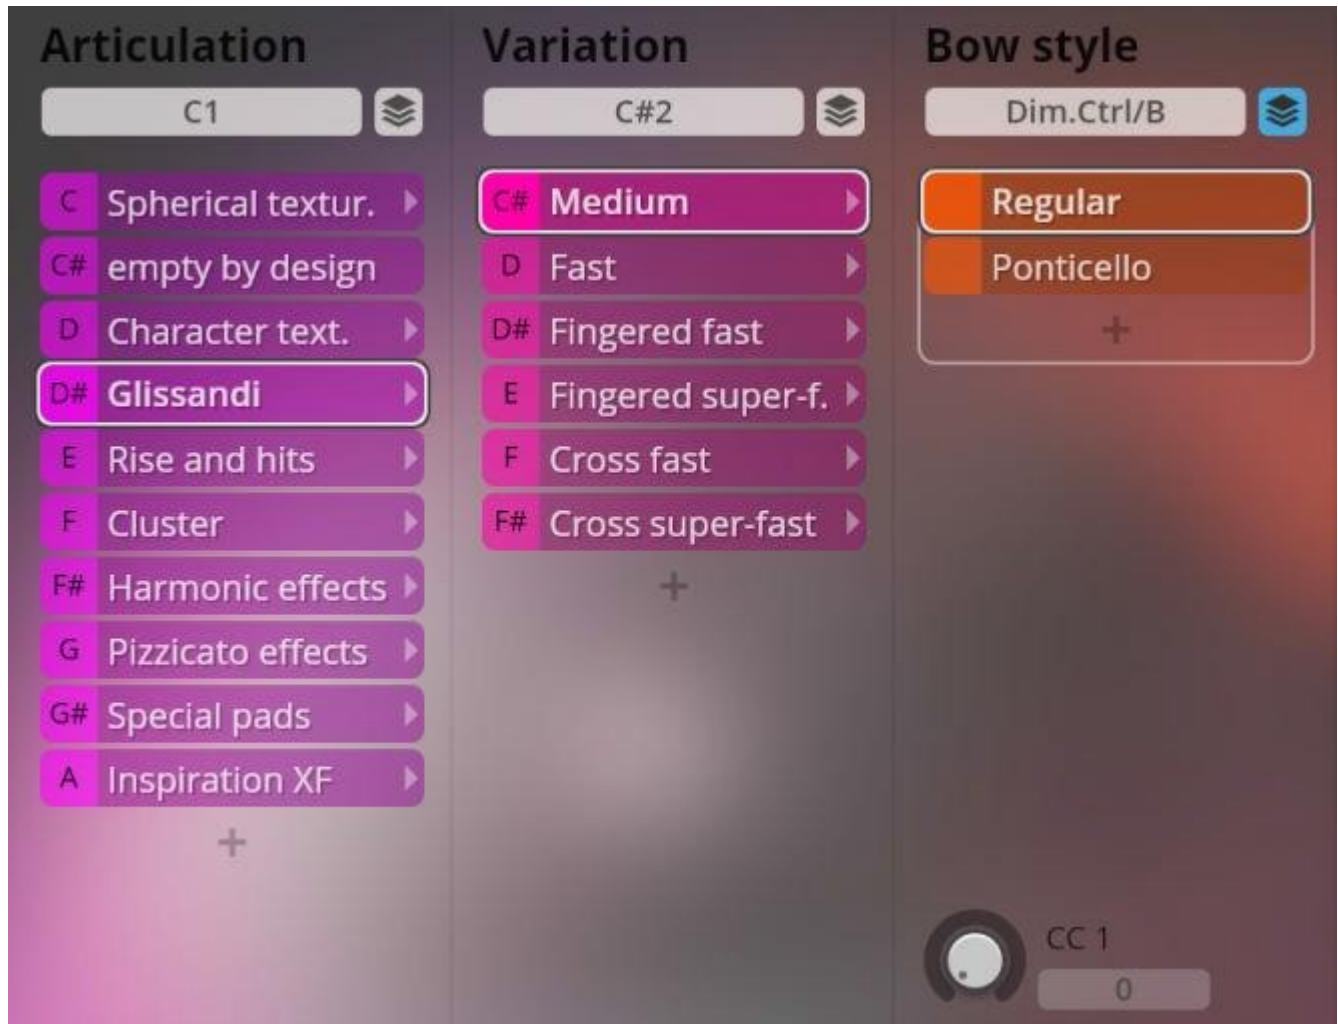 Articulation
C1
C Spherical textur.
C# empty by design
D Character text.
D# Glissandi
E Rise and hits
F Cluster
F# Harmonic effects
G Pizzicato effects
G# Special pads
A Inspiration XF
+
Variation
C#2
C# Medium
D Fast
D# Fingered fast
E Fingered super-f.
F Cross fast
F# Cross super-fast
+
Bow style
Dim.Ctrl/B
Regular
Ponticello
+
CC 1
0